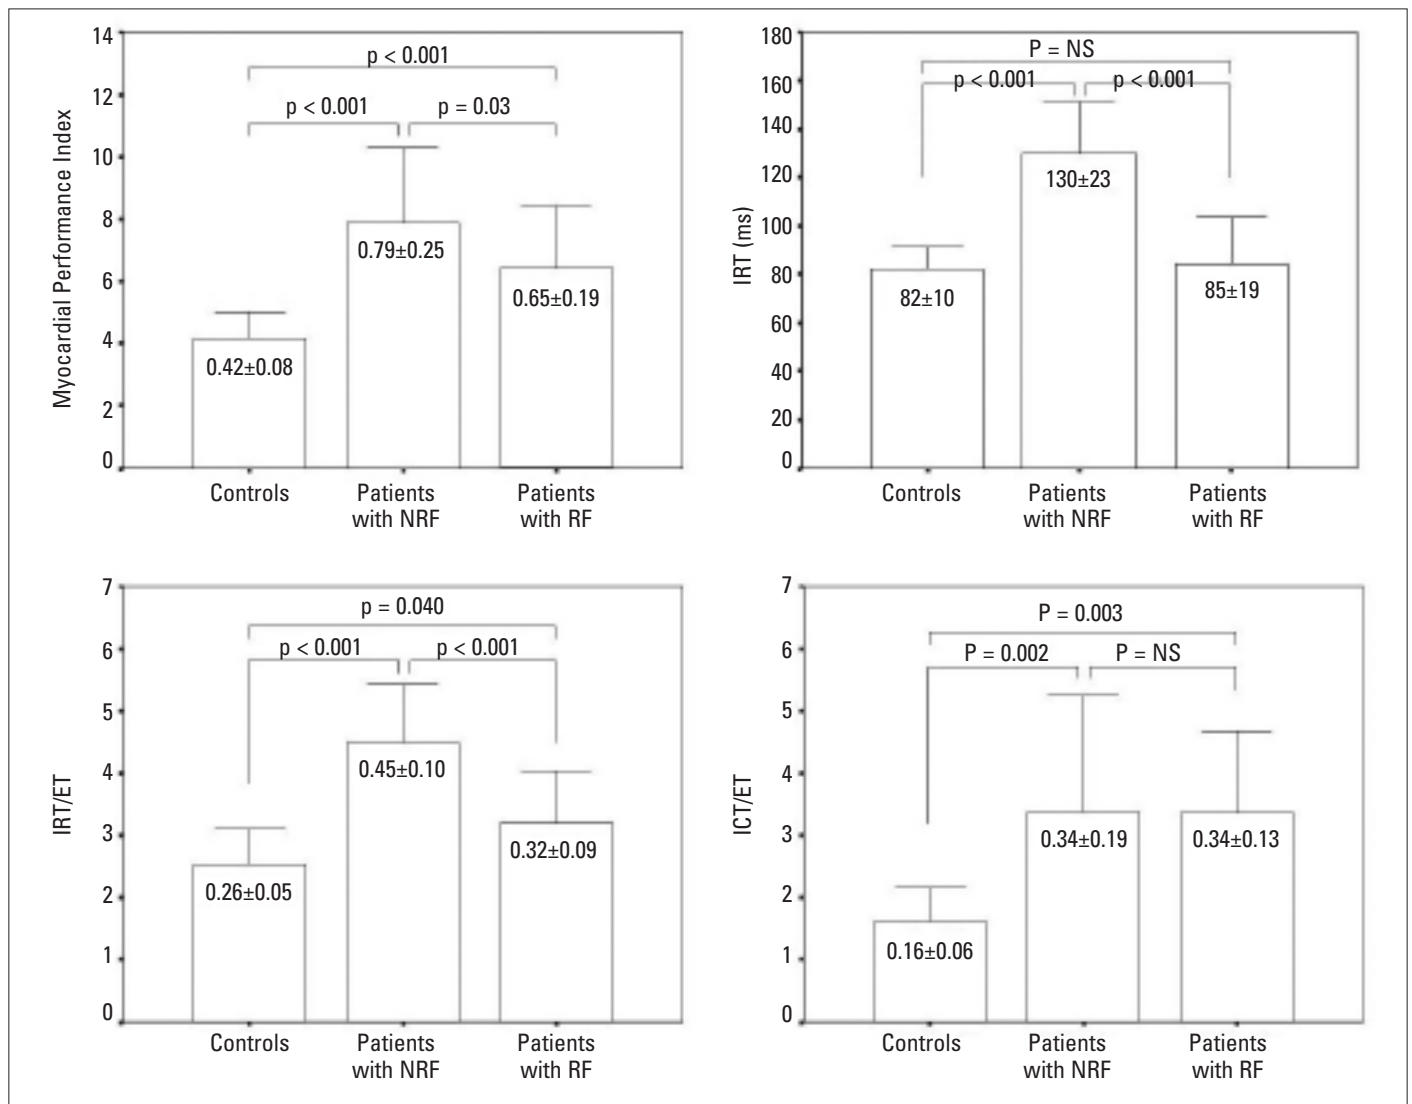 14
12
10
8
6
4
2
0
Myocardial Performance Index
p < 0.001
p < 0.001
p = 0.03
0.42±0.08
0.79±0.25
0.65±0.19
Controls
Patients
with NRF
Patients
with RF
180
160
140
120
100
80
60
40
20
0
IRT (ms)
P = NS
p < 0.001
p < 0.001
82±10
130±23
85±19
Controls
Patients
with NRF
Patients
with RF
7
6
5
4
3
2
1
0
IRT/ET
p = 0.040
p < 0.001
p < 0.001
0.26±0.05
0.45±0.10
0.32±0.09
Controls
Patients
with NRF
Patients
with RF
7
6
5
4
3
2
1
0
ICT/ET
P = 0.003
P = 0.002
P = NS
0.16±0.06
0.34±0.19
0.34±0.13
Controls
Patients
with NRF
Patients
with RF